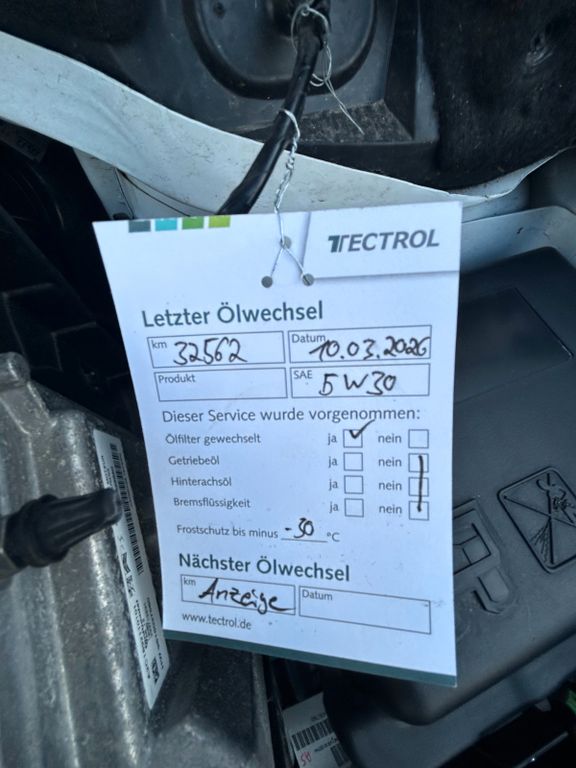 TECTROL
Letzter Ölwechsel
km 32562 Datum 10.03.2026
Produkt SAE 5W30
Dieser Service wurde vorgenommen:
Ölfilter gewechselt ja ✓ nein
Getriebeöl ja nein
Hinterachsöl ja nein
Bremsflüssigkeit ja nein
Frostschutz bis minus -30 °C
Nächster Ölwechsel
km Anzeige Datum
www.tectrol.de